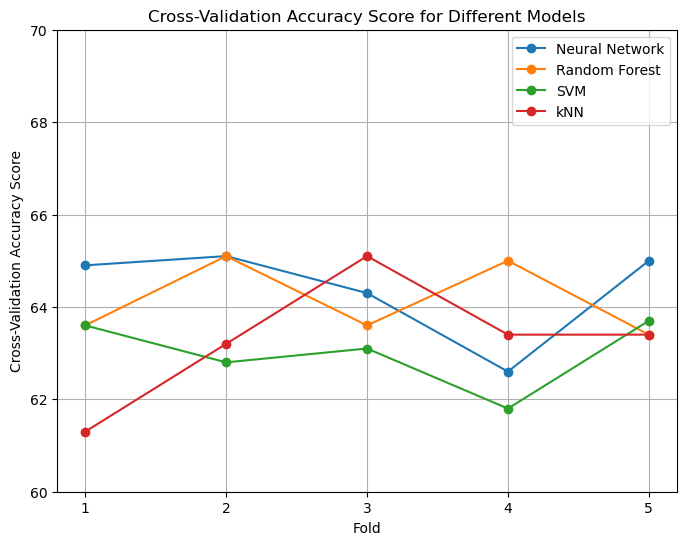 Cross-Validation Accuracy Score for Different Models
70
68
66
64
62
60
Cross-Validation Accuracy Score
Neural Network
Random Forest
SVM
kNN
1 2 3 4 5
Fold